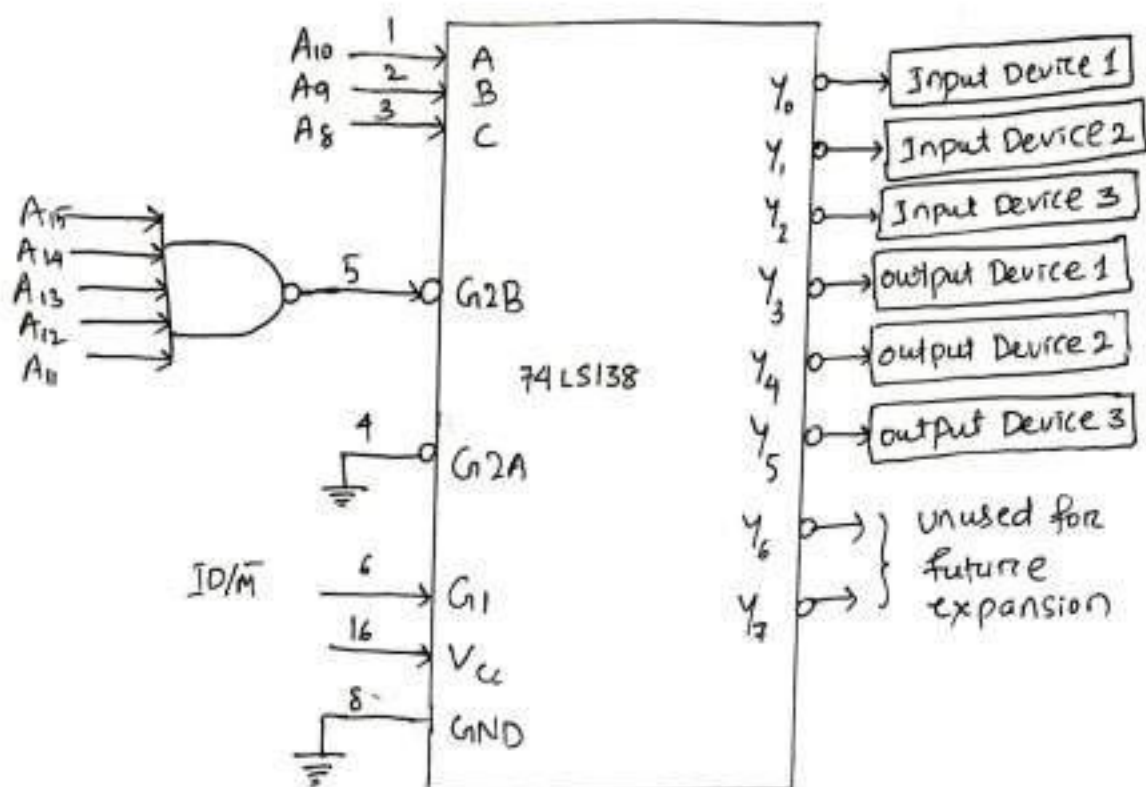 A10 1 A
A9 2 B
A8 3 C
A15
A14
A13
A12
A11
5 G2B
74LS138
4 G2A
IO/M̅ 6 G1
16 Vcc
8 GND
Y0 Input Device 1
Y1 Input Device 2
Y2 Input Device 3
Y3 output Device 1
Y4 output Device 2
Y5 output Device 3
Y6
Y7
unused for
future
expansion